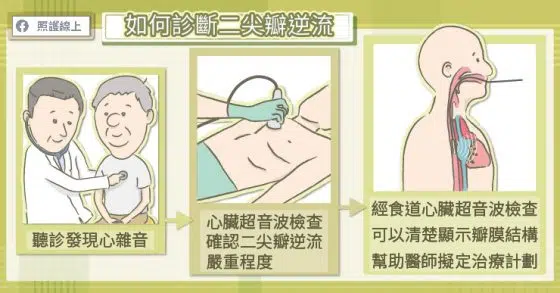 照護線上
如何診斷二尖瓣逆流
聽診發現心雜音
心臟超音波檢查
確認二尖瓣逆流
嚴重程度
經食道心臟超音波檢查
可以清楚顯示瓣膜結構
幫助醫師擬定治療計劃